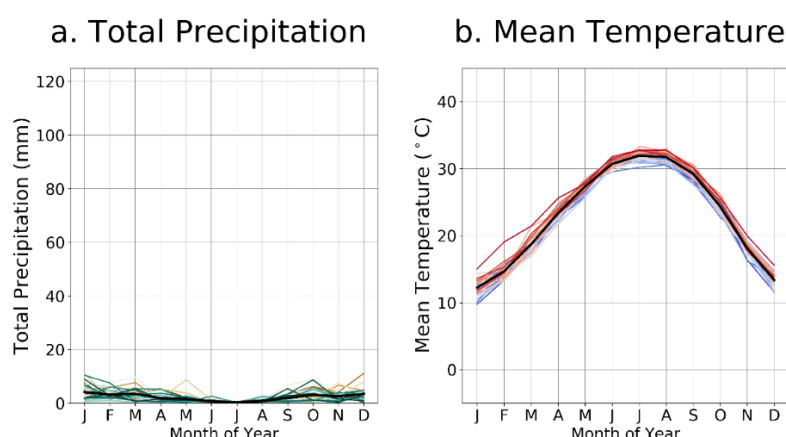 a. Total Precipitation
b. Mean Temperature
Total Precipitation (mm)
120
100
80
60
40
20
0
J F M A M J J A S O N D
Month of Year
Mean Temperature (°C)
40
30
20
10
0
J F M A M J J A S O N D
Month of Year